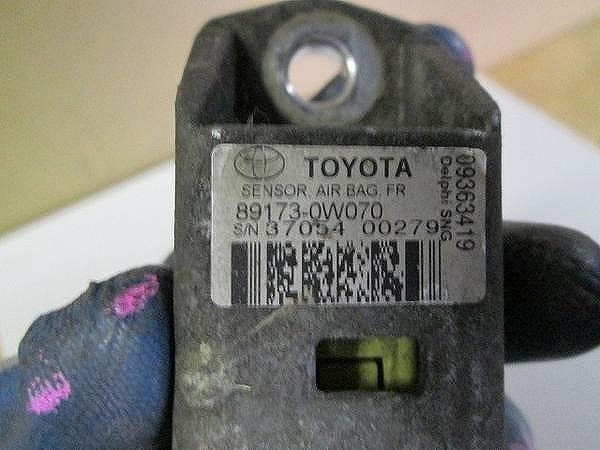 TOYOTA
SENSOR, AIR BAG, FR
89173-0W070
S/N 37054 00279
09363419
Delphi SNG